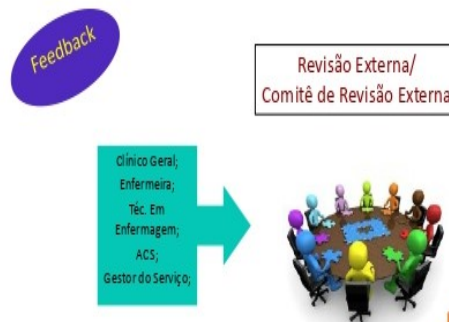 Feedback
Revisão Externa/
Comitê de Revisão Externa
Clínico Geral;
Enfermeira;
Téc. Em
Enfermagem;
ACS;
Gestor do Serviço;